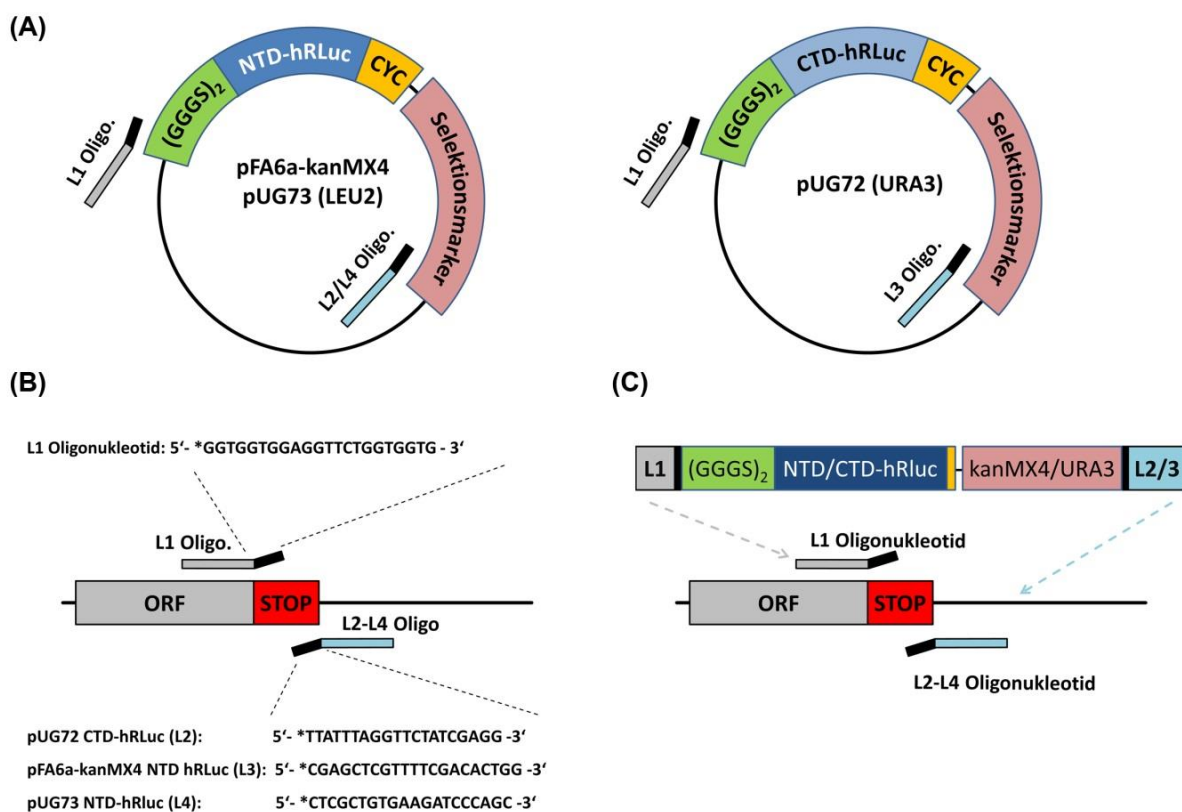 (A)
(GGGS)2
NTD-hRLuc
CYC
Selektionsmarker
L1 Oligo.
pFA6a-kanMX4
pUG73 (LEU2)
L2/L4 Oligo.
(GGGS)2
CTD-hRLuc
CYC
Selektionsmarker
L1 Oligo.
pUG72 (URA3)
L3 Oligo.
(B)
L1 Oligonukleotid: 5‘- *GGTGGTGGAGGTTCTGGTGGTG - 3‘
L1 Oligo.
ORF
STOP
L2-L4 Oligo
pUG72 CTD-hRLuc (L2): 5‘- *TTATTTAGGTTCTATCGAGG -3‘
pFA6a-kanMX4 NTD hRLuc (L3): 5‘- *CGAGCTCGTTTTCGACACTGG -3‘
pUG73 NTD-hRluc (L4): 5‘- *CTCGCTGTGAAGATCCCAGC -3‘
(C)
L1 (GGGS)2 NTD/CTD-hRluc kanMX4/URA3 L2/3
L1 Oligonukleotid
ORF
STOP
L2-L4 Oligonukleotid